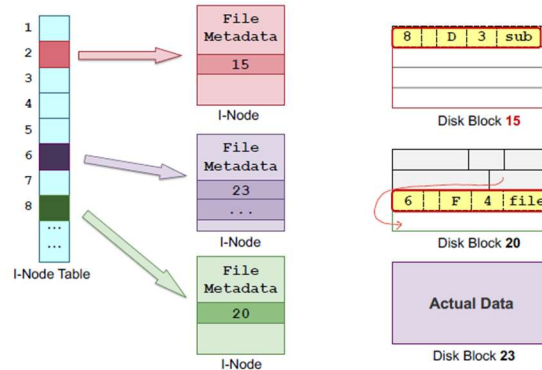 1
2
3
4
5
6
7
8
...
...
I-Node Table
File
Metadata
15
I-Node
File
Metadata
23
...
I-Node
File
Metadata
20
I-Node
8 D 3 sub
Disk Block 15
6 F 4 file
Disk Block 20
Actual Data
Disk Block 23